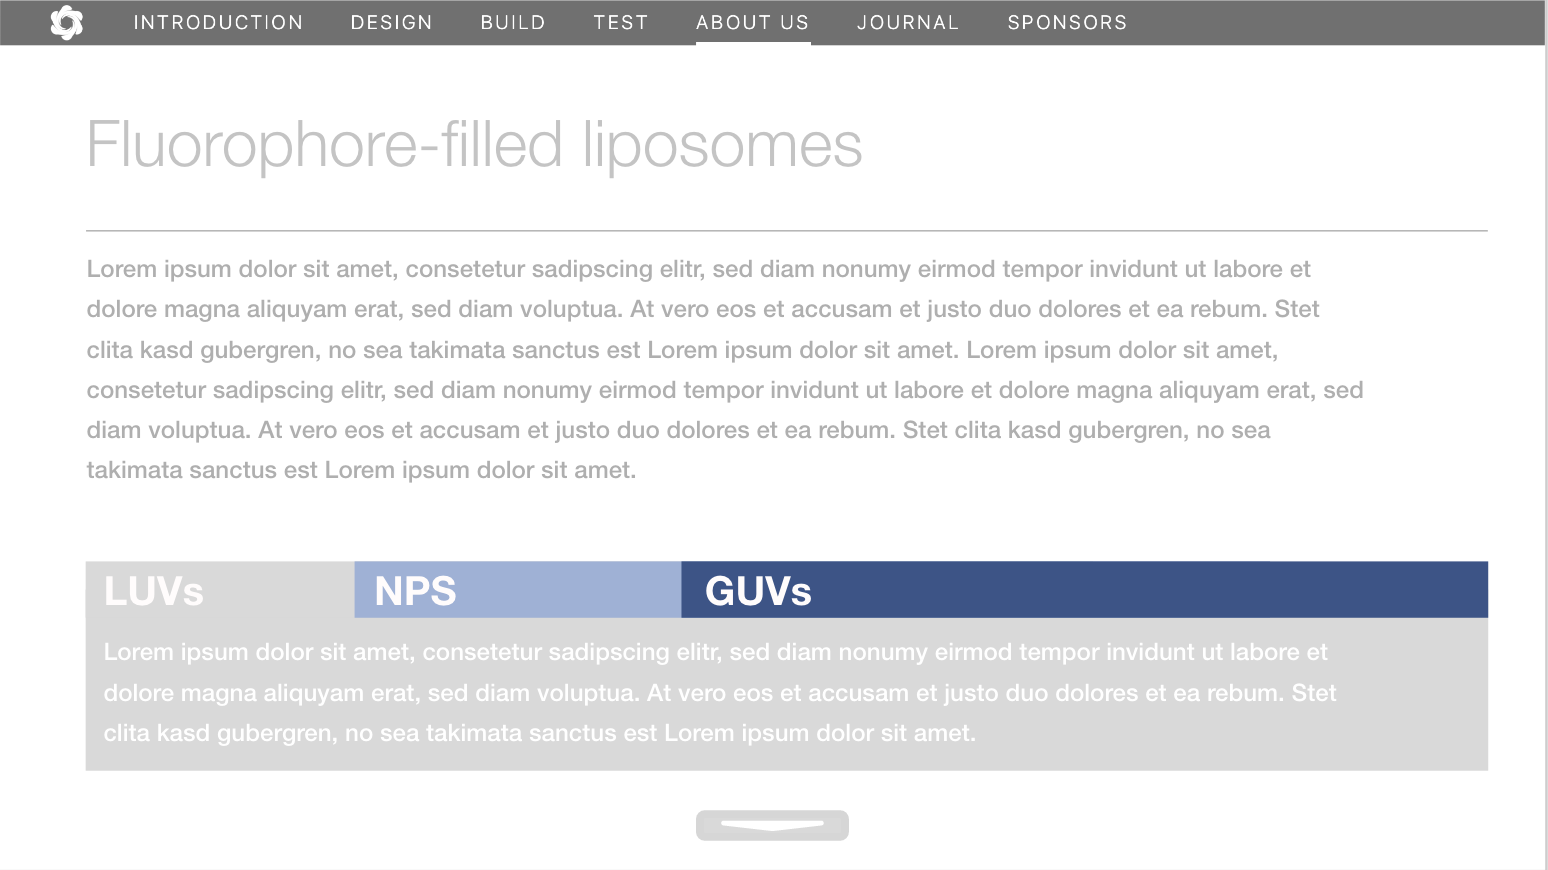 INTRODUCTION DESIGN BUILD TEST ABOUT US JOURNAL SPONSORS
Fluorophore-filled liposomes
Lorem ipsum dolor sit amet, consetetur sadipscing elitr, sed diam nonumy eirmod tempor invidunt ut labore et
dolore magna aliquyam erat, sed diam voluptua. At vero eos et accusam et justo duo dolores et ea rebum. Stet
clita kasd gubergren, no sea takimata sanctus est Lorem ipsum dolor sit amet. Lorem ipsum dolor sit amet,
consetetur sadipscing elitr, sed diam nonumy eirmod tempor invidunt ut labore et dolore magna aliquyam erat, sed
diam voluptua. At vero eos et accusam et justo duo dolores et ea rebum. Stet clita kasd gubergren, no sea
takimata sanctus est Lorem ipsum dolor sit amet.
LUVs NPS GUVs
Lorem ipsum dolor sit amet, consetetur sadipscing elitr, sed diam nonumy eirmod tempor invidunt ut labore et
dolore magna aliquyam erat, sed diam voluptua. At vero eos et accusam et justo duo dolores et ea rebum. Stet
clita kasd gubergren, no sea takimata sanctus est Lorem ipsum dolor sit amet.